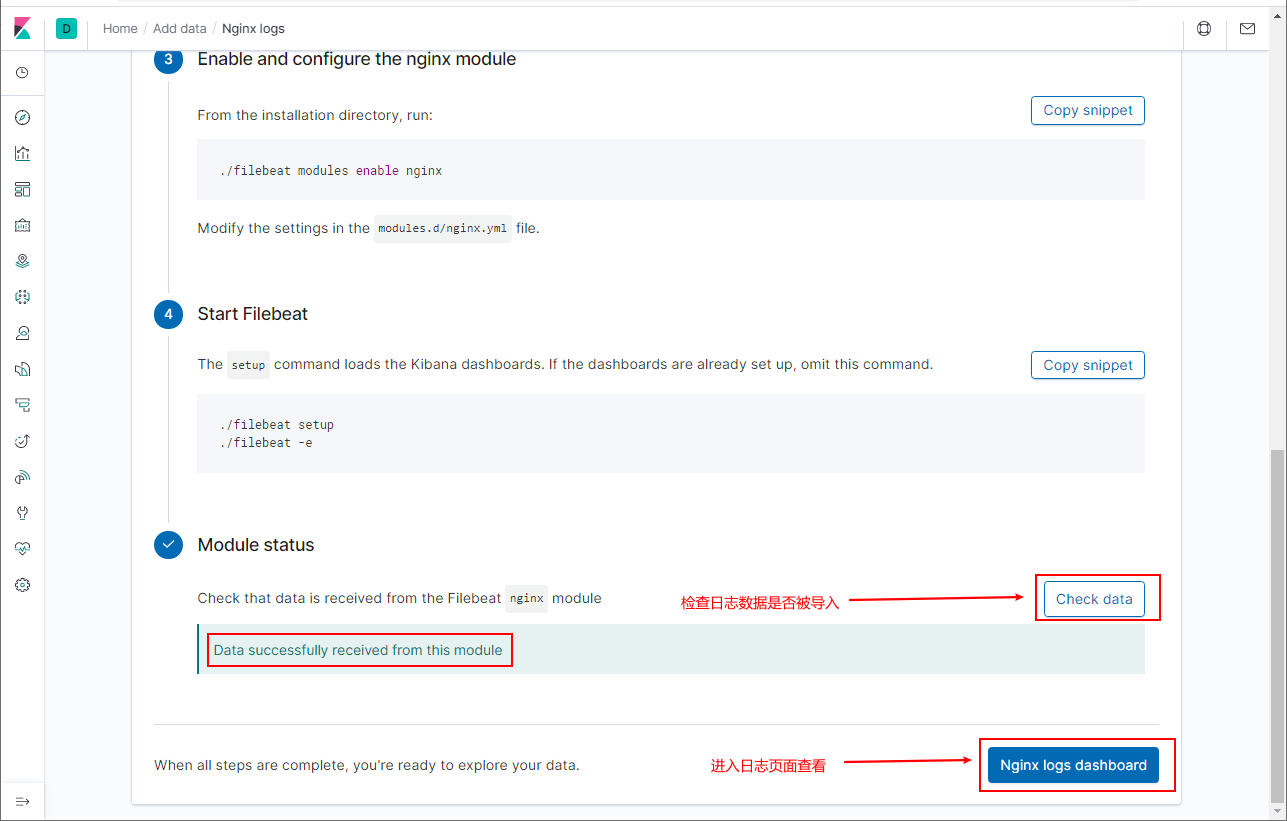 D Home / Add data / Nginx logs
3 Enable and configure the nginx module
From the installation directory, run:
Copy snippet
./filebeat modules enable nginx
Modify the settings in the modules.d/nginx.yml file.
4 Start Filebeat
The setup command loads the Kibana dashboards. If the dashboards are already set up, omit this command.
Copy snippet
./filebeat setup
./filebeat -e
Module status
Check that data is received from the Filebeat nginx module
检查日志数据是否被导入
Check data
Data successfully received from this module
When all steps are complete, you're ready to explore your data.
进入日志页面查看
Nginx logs dashboard